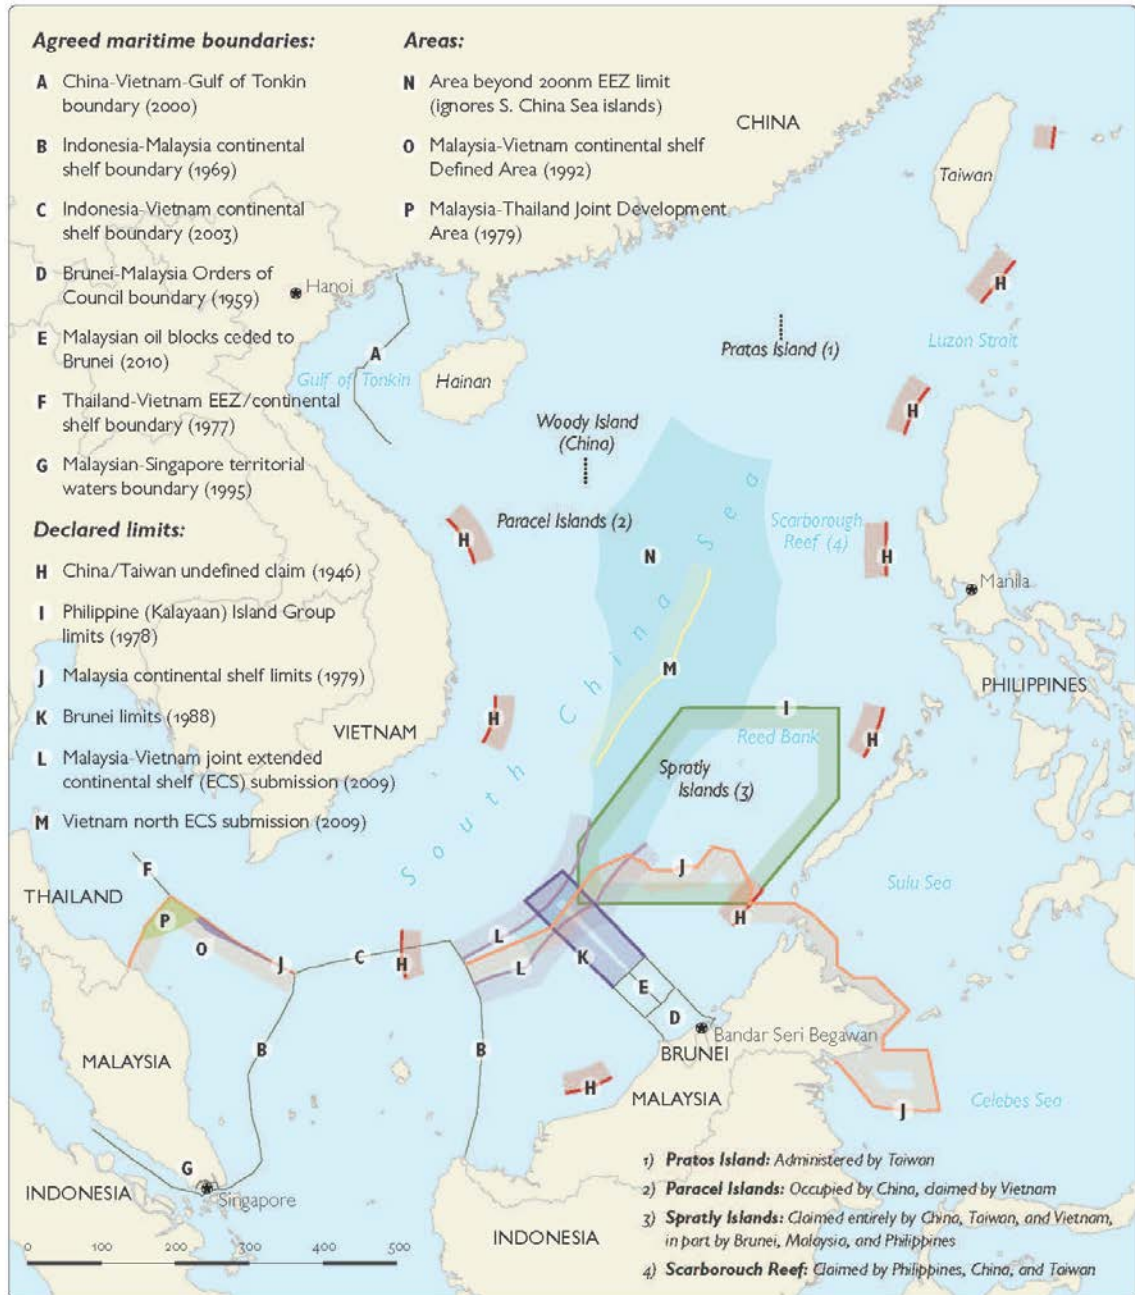 Agreed maritime boundaries:
A China-Vietnam-Gulf of Tonkin
boundary (2000)
B Indonesia-Malaysia continental
shelf boundary (1969)
C Indonesia-Vietnam continental
shelf boundary (2003)
D Brunei-Malaysia Orders of
Council boundary (1959)
E Malaysian oil blocks ceded to
Brunei (2010)
F Thailand-Vietnam EEZ/continental
shelf boundary (1977)
G Malaysian-Singapore territorial
waters boundary (1995)
Declared limits:
H China/Taiwan undefined claim (1946)
I Philippine (Kalayaan) Island Group
limits (1978)
J Malaysia continental shelf limits (1979)
K Brunei limits (1988)
L Malaysia-Vietnam joint extended
continental shelf (ECS) submission (2009)
M Vietnam north ECS submission (2009)
Areas:
N Area beyond 200nm EEZ limit
(ignores S. China Sea islands)
O Malaysia-Vietnam continental shelf
Defined Area (1992)
P Malaysia-Thailand Joint Development
Area (1979)
CHINA
Taiwan
H
Luzon Strait
Hanoi
A
Gulf of Tonkin
Hainan
Pratas Island (1)
H
Woody Island
(China)
Paracel Islands (2)
H
N
Scarborough
Reef (4)
H
Manila
PHILIPPINES
South China Sea
M
VIETNAM
H
I
Reed Bank
H
Spratly
Islands (3)
F
THAILAND
P
O
J
C
H
L
L
K
J
H
Sulu Sea
E
D
Bandar Seri Begawan
BRUNEI
B
B
MALAYSIA
H
MALAYSIA
J
Celebes Sea
G
Singapore
INDONESIA
INDONESIA
0 100 200 300 400 500
1) Pratos Island: Administered by Taiwan
2) Paracel Islands: Occupied by China, claimed by Vietnam
3) Spratly Islands: Claimed entirely by China, Taiwan, and Vietnam,
in part by Brunei, Malaysia, and Philippines
4) Scarborouch Reef: Claimed by Philippines, China, and Taiwan